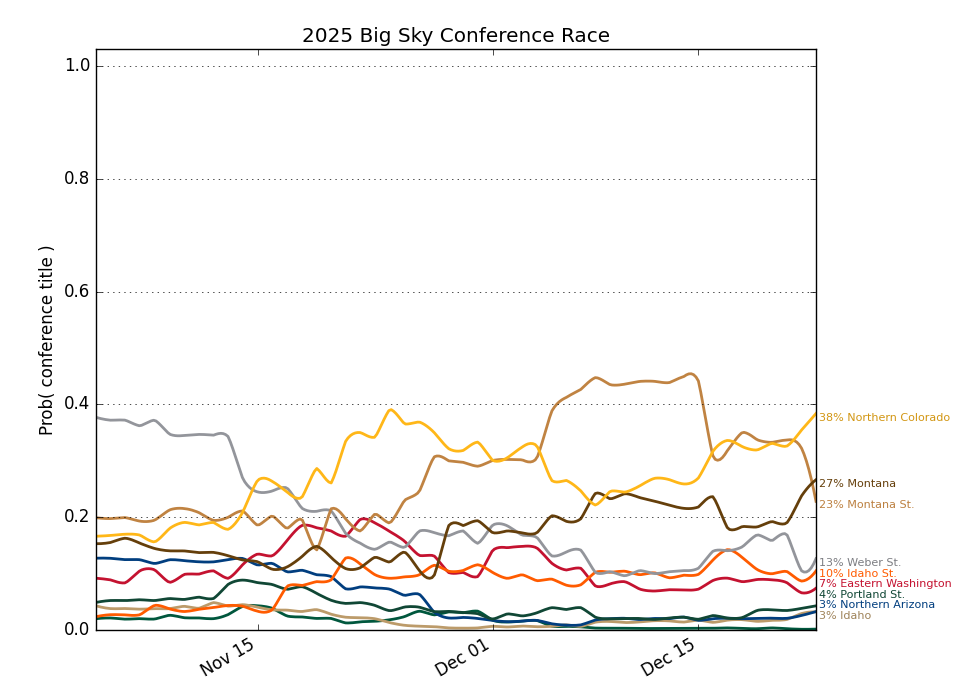 2025 Big Sky Conference Race
Prob( conference title )
1.0
0.8
0.6
0.4
0.2
0.0
Nov 15
Dec 01
Dec 15
38% Northern Colorado
27% Montana
23% Montana St.
13% Weber St.
10% Idaho St.
7% Eastern Washington
4% Portland St.
3% Northern Arizona
3% Idaho